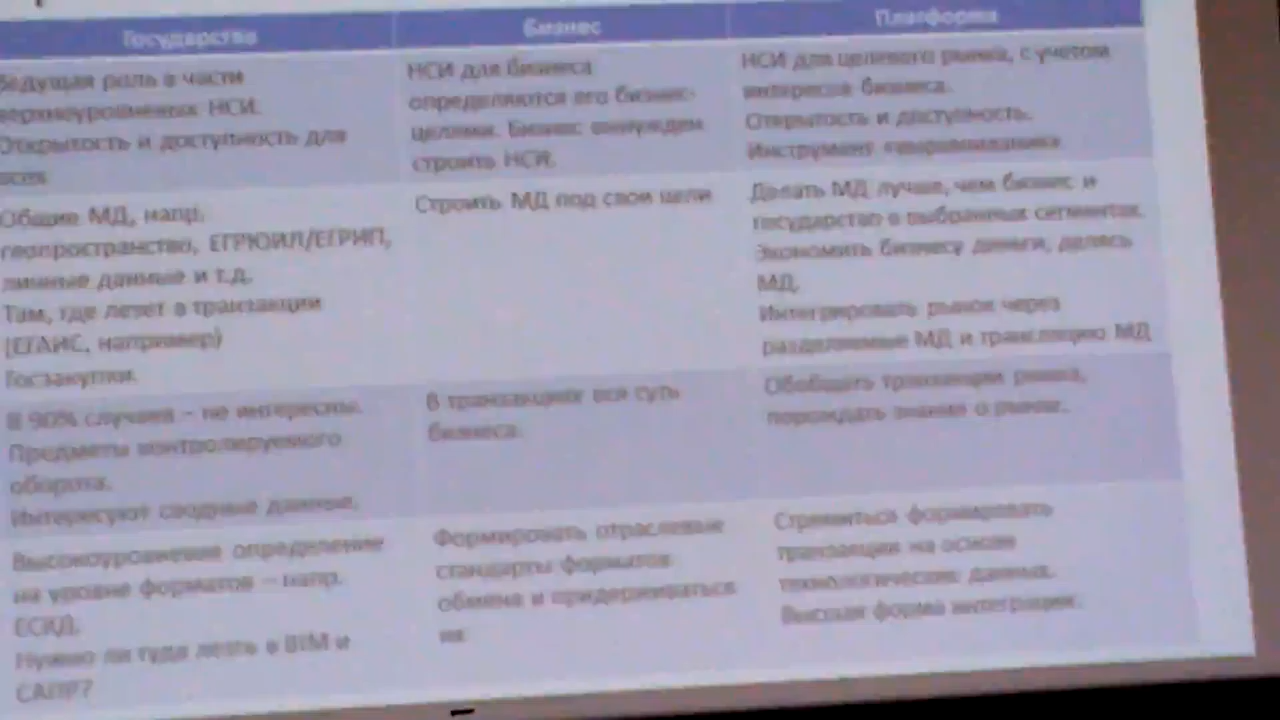 Государство
Бизнес
Платформа
Ведущая роль в части
верхнеуровневых НСИ.
Открытость и доступность для
всех
НСИ для бизнеса
определяются его бизнес-
целями. Бизнес вынужден
строить НСИ.
НСИ для целевого рынка, с учетом
интересов бизнеса.
Открытость и доступность.
Инструмент
Общие МД, напр.
геопространство, ЕГРЮИЛ/ЕГРИП,
личные данные и т.д.
Там, где лезет в транзакции
(ЕГАИС, например)
Госзакупки.
Строить МД под свои цели
Делать МД лучше, чем бизнес и
государство в выбранных сегментах.
Экономить бизнесу деньги, делясь
МД.
Интегрировать рынок через
разделяемые МД и трансляцию МД
В 90% случаев – не интересны.
Предметы контролируемого
оборота.
Интересуют сводные данные.
В транзакциях вся суть
бизнеса.
Обобщать транзакции рынка,
порождать знание о рынке.
Высокоуровневое определение
на уровне форматов – напр.
ЕСКД.
Нужно ли туда лезть в BIM и
САПР?
Формировать отраслевые
стандарты форматов
обмена и придерживаться
их
Стремиться формировать
транзакции на основе
технологических данных.
Высшая форма интеграции.